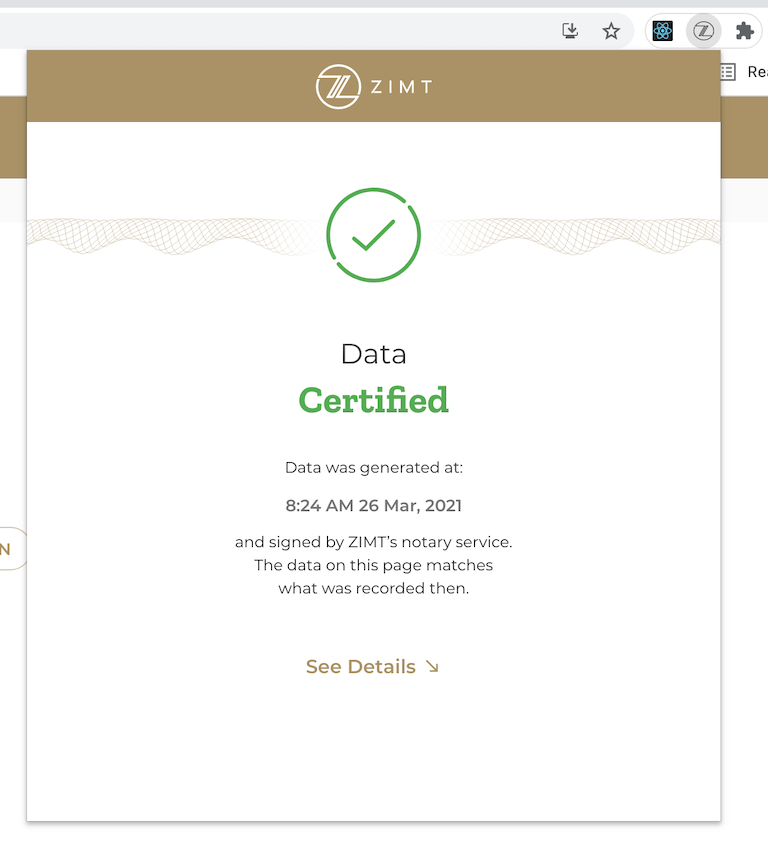 Rea
ZIMT
Data
Certified
Data was generated at:
8:24 AM 26 Mar, 2021
N
and signed by ZIMT’s notary service.
The data on this page matches
what was recorded then.
See Details ↘